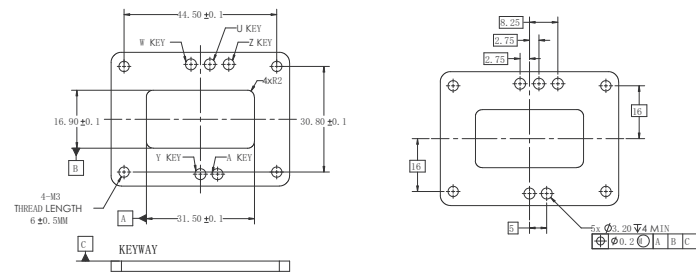 44.50 ±0.1
U KEY
W KEY
Z KEY
4xR2
16.90 ±0.1
30.80 ±0.1
B
Y KEY
A KEY
4-M3
THREAD LENGTH
6 ±0.5MM
A
31.50 ±0.1
C
KEYWAY
8.25
2.75
2.75
16
16
5
5x Ø3.20 ↧4 MIN
⌖ Ø0.2 Ⓜ A B C